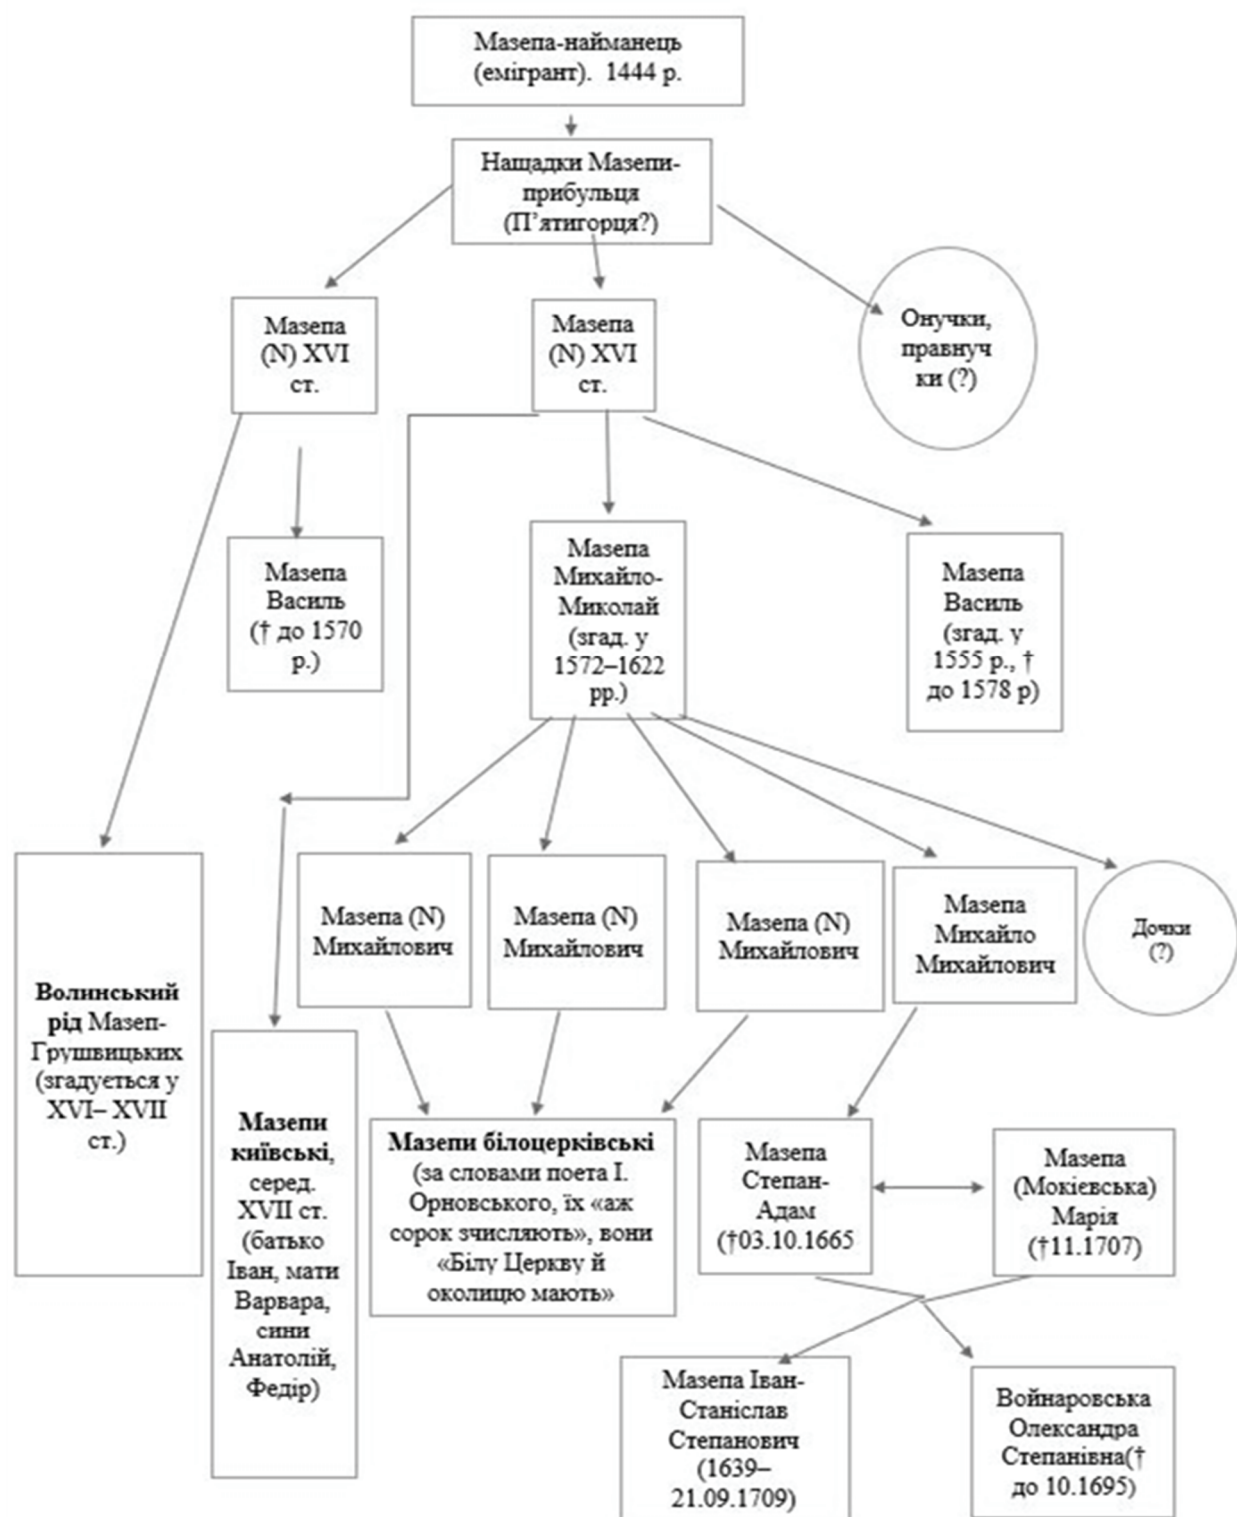 Мазепа-найманець
(емігрант). 1444 р.
Нащадки Мазепи-
прибульця
(П’ятигорця?)
Мазепа
(N) XVI
ст.
Мазепа
(N) XVI
ст.
Онучки,
правнуч
ки (?)
Мазепа
Василь
(† до 1570
р.)
Мазепа
Михайло-
Миколай
(згад. у
1572–1622
рр.)
Мазепа
Василь
(згад. у
1555 р., †
до 1578 р)
Волинський
рід Мазеп-
Грушвицьких
(згадується у
XVI– XVII
ст.)
Мазепи
київські,
серед.
XVII ст.
(батько
Іван, мати
Варвара,
сини
Анатолій,
Федір)
Мазепа (N)
Михайлович
Мазепа (N)
Михайлович
Мазепа (N)
Михайлович
Мазепа
Михайло
Михайлович
Дочки
(?)
Мазепи білоцерківські
(за словами поета І.
Орновського, їх «аж
сорок зчисляють», вони
«Білу Церкву й
околицю мають»
Мазепа
Степан-
Адам
(†03.10.1665
Мазепа
(Мокієвська)
Марія
(†11.1707)
Мазепа Іван-
Станіслав
Степанович
(1639–
21.09.1709)
Войнаровська
Олександра
Степанівна(†
до 10.1695)